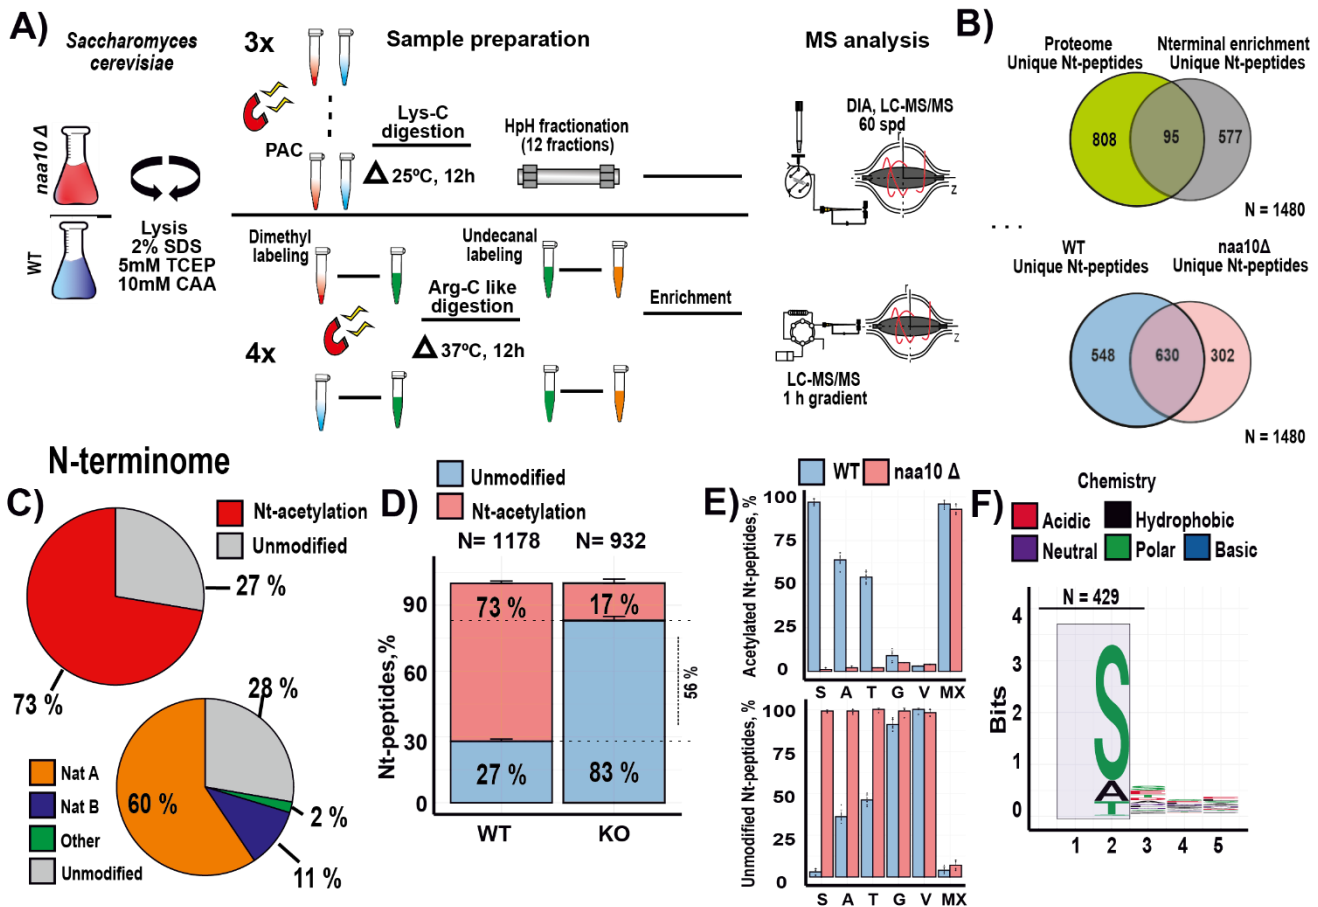 A)
Saccharomyces
cerevisiae
naa10 Δ
WT
Lysis
2% SDS
5mM TCEP
10mM CAA
3x
Sample preparation
PAC
Lys-C
digestion
Δ 25ºC, 12h
HpH fractionation
(12 fractions)
Dimethyl
labeling
Undecanal
labeling
Arg-C like
digestion
Δ 37ºC, 12h
Enrichment
4x
MS analysis
DIA, LC-MS/MS
60 spd
r
z
r
z
LC-MS/MS
1 h gradient
. . .
B)
Proteome
Unique Nt-peptides
Nterminal enrichment
Unique Nt-peptides
808
95
577
N = 1480
WT
Unique Nt-peptides
naa10Δ
Unique Nt-peptides
548
630
302
N = 1480
N-terminome
C)
Nt-acetylation
Unmodified
27 %
73 %
28 %
Nat A
Nat B
Other
Unmodified
60 %
2 %
11 %
D)
Unmodified
Nt-acetylation
N= 1178
N= 932
Nt-peptides,%
90
60
30
0
73 %
17 %
27 %
83 %
56 %
WT
KO
E)
WT
naa10 Δ
Acetylated Nt-peptides, %
100
75
50
25
0
S A T G V MX
Unmodified Nt-peptides, %
100
75
50
25
0
S A T G V MX
F)
Chemistry
Acidic
Hydrophobic
Neutral
Polar
Basic
N = 429
Bits
4
3
2
1
0
S
A
T
1 2 3 4 5